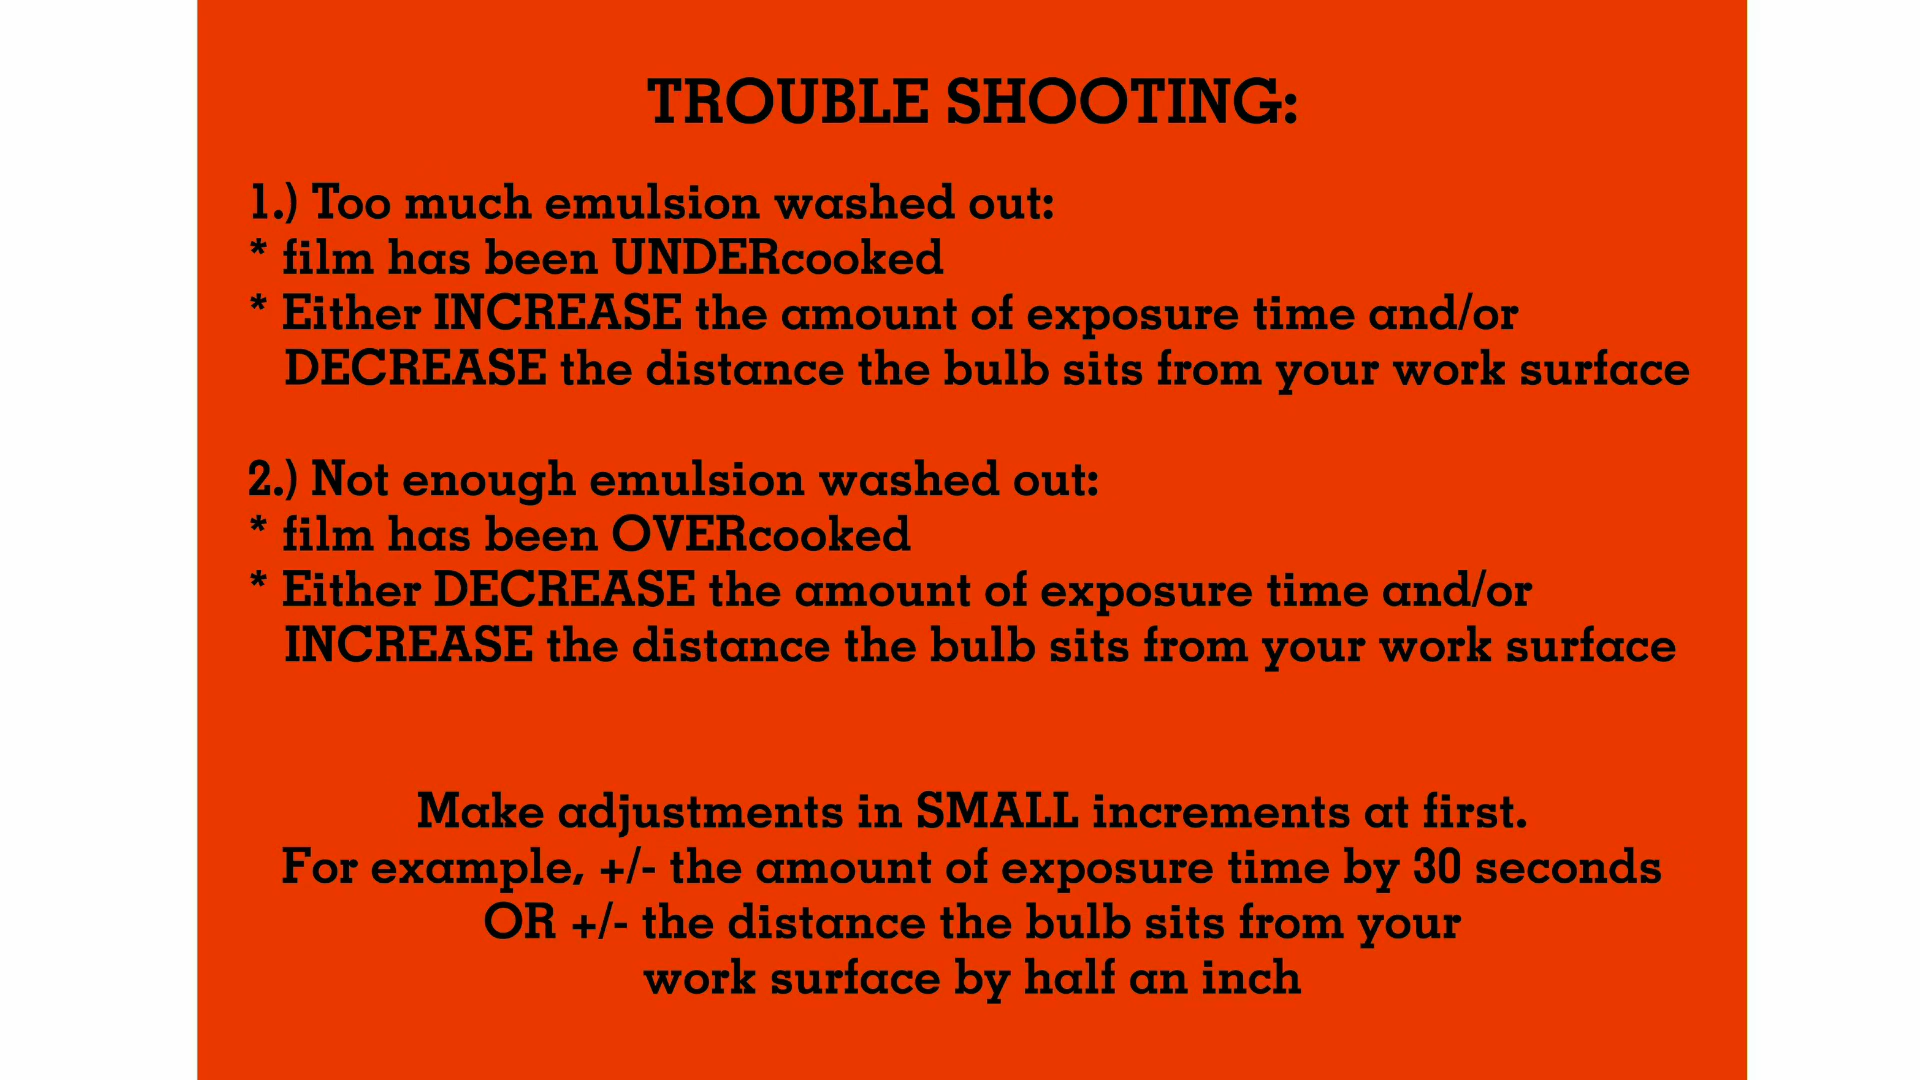 TROUBLE SHOOTING:
1.) Too much emulsion washed out:
* film has been UNDERcooked
* Either INCREASE the amount of exposure time and/or
DECREASE the distance the bulb sits from your work surface
2.) Not enough emulsion washed out:
* film has been OVERcooked
* Either DECREASE the amount of exposure time and/or
INCREASE the distance the bulb sits from your work surface
Make adjustments in SMALL increments at first.
For example, +/- the amount of exposure time by 30 seconds
OR +/- the distance the bulb sits from your
work surface by half an inch